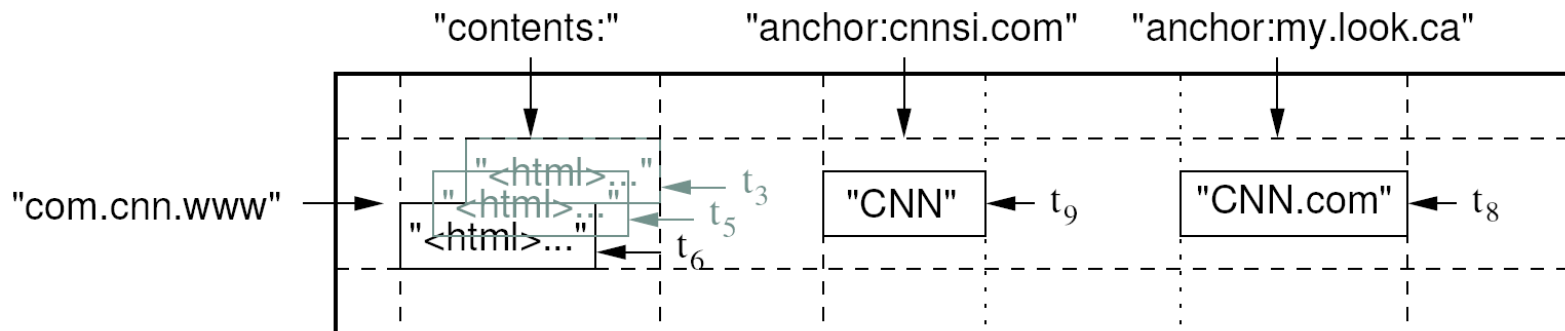 "contents:" "anchor:cnnsi.com" "anchor:my.look.ca"
"<html>..." t3
"com.cnn.www" "<html>..." t5 "CNN" t9 "CNN.com" t8
"<html>..." t6